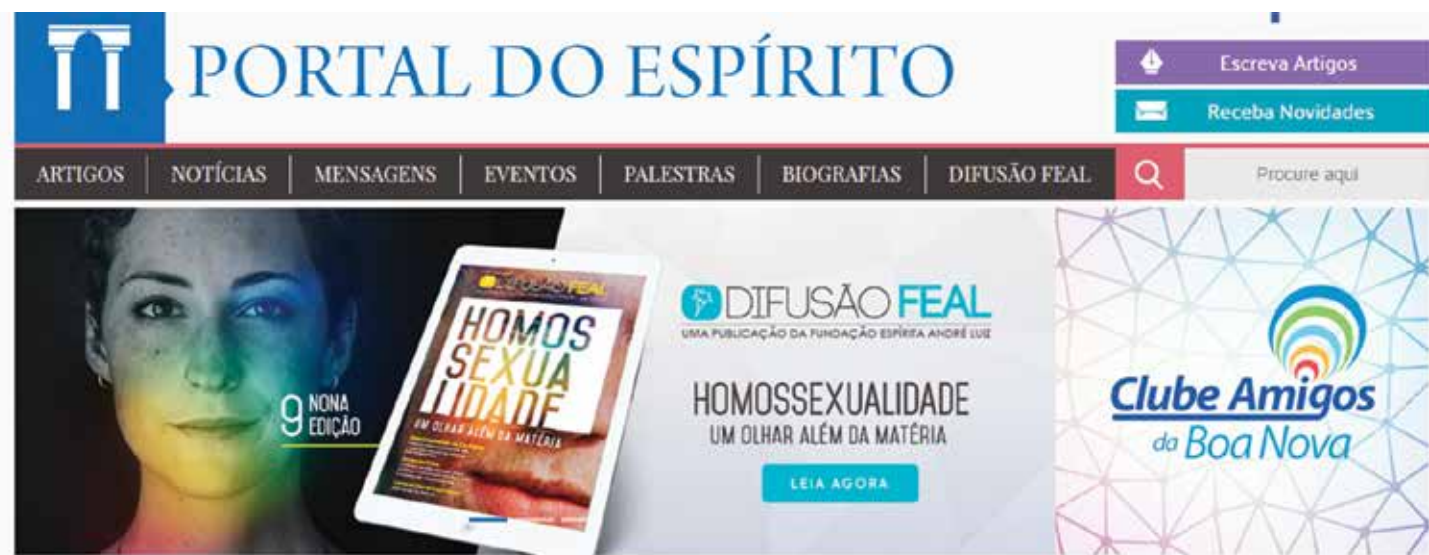 PORTAL DO ESPÍRITO
Escreva Artigos
Receba Novidades
ARTIGOS NOTÍCIAS MENSAGENS EVENTOS PALESTRAS BIOGRAFIAS DIFUSÃO FEAL
Procure aqui
9 NONA
EDIÇÃO
DIFUSÃO FEAL
HOMOS
SEXUA
LIDADE
UM OLHAR ALÉM DA MATÉRIA
DIFUSÃO FEAL
UMA PUBLICAÇÃO DA FUNDAÇÃO ESPÍRITA ANDRÉ LUIZ
HOMOSSEXUALIDADE
UM OLHAR ALÉM DA MATÉRIA
LEIA AGORA
Clube Amigos
da Boa Nova